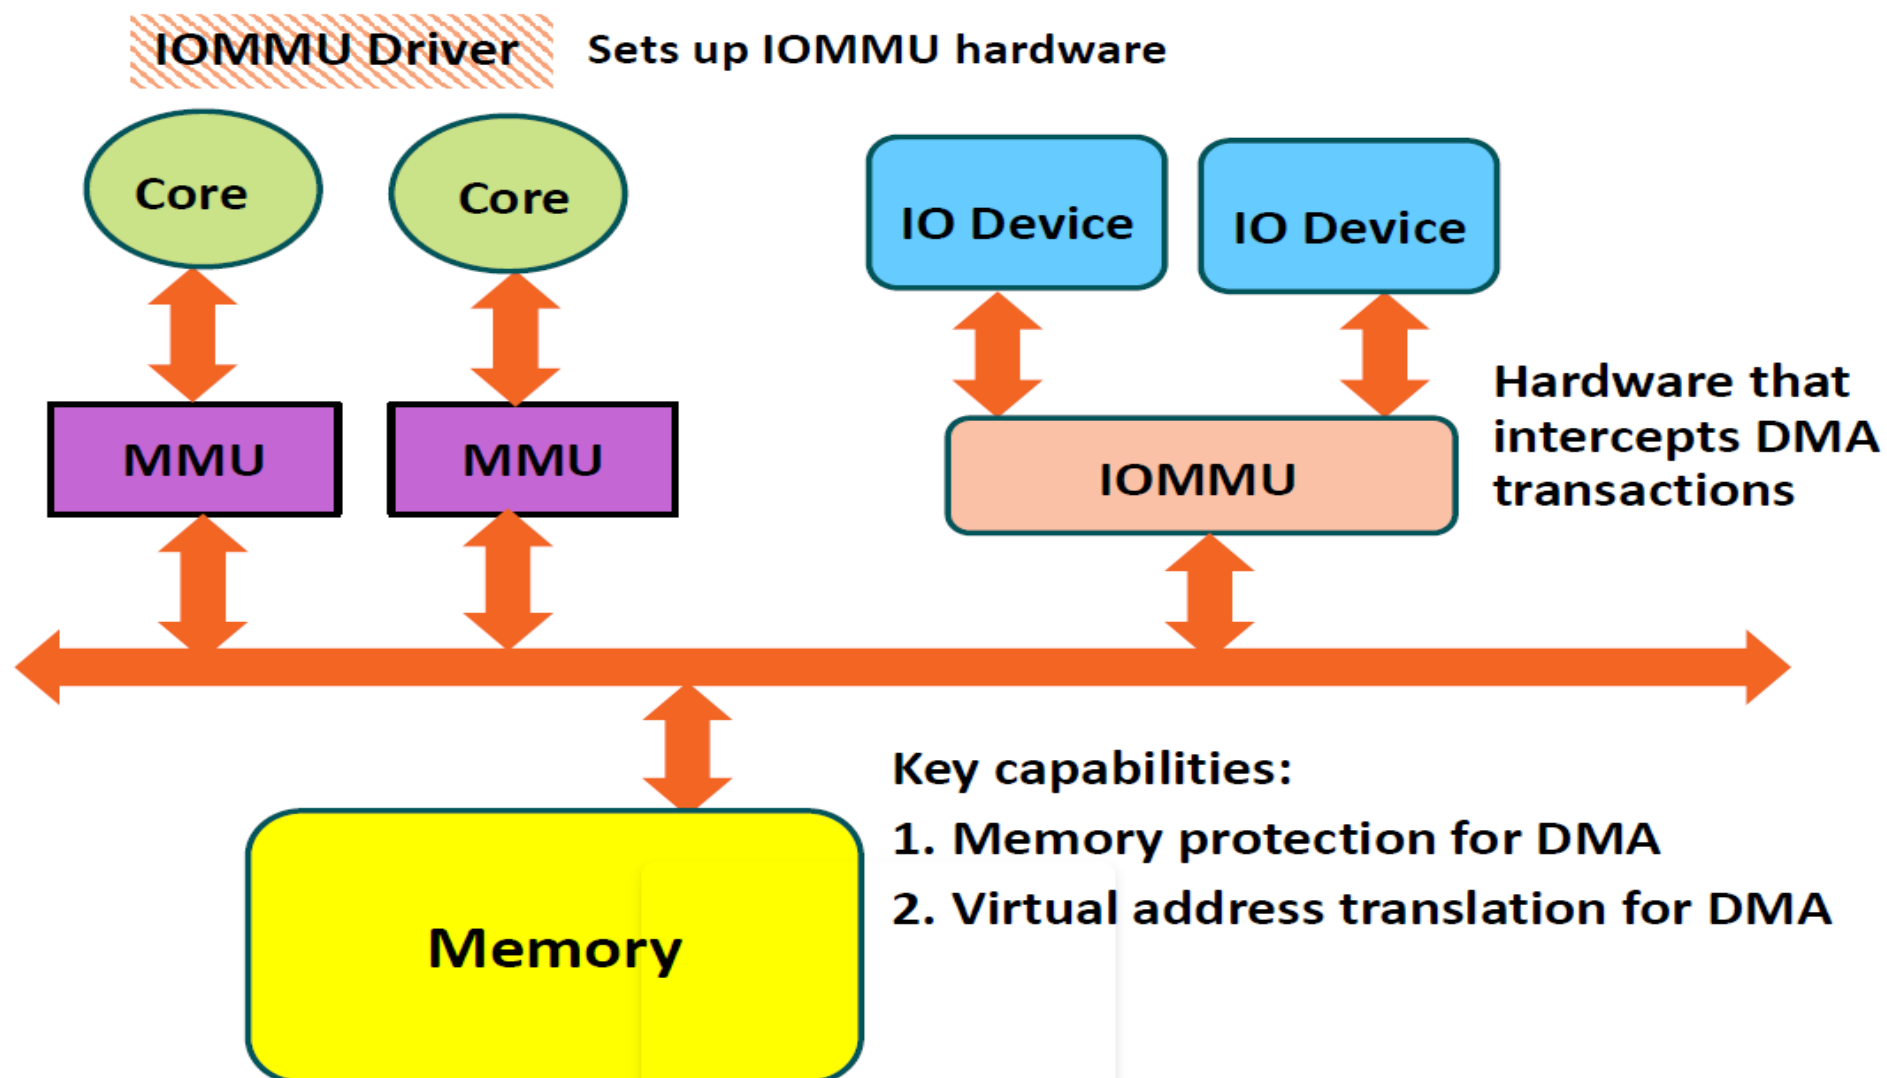 IOMMU Driver
Sets up IOMMU hardware
Core
Core
IO Device
IO Device
MMU
MMU
IOMMU
Hardware that
intercepts DMA
transactions
Memory
Key capabilities:
1. Memory protection for DMA
2. Virtual address translation for DMA